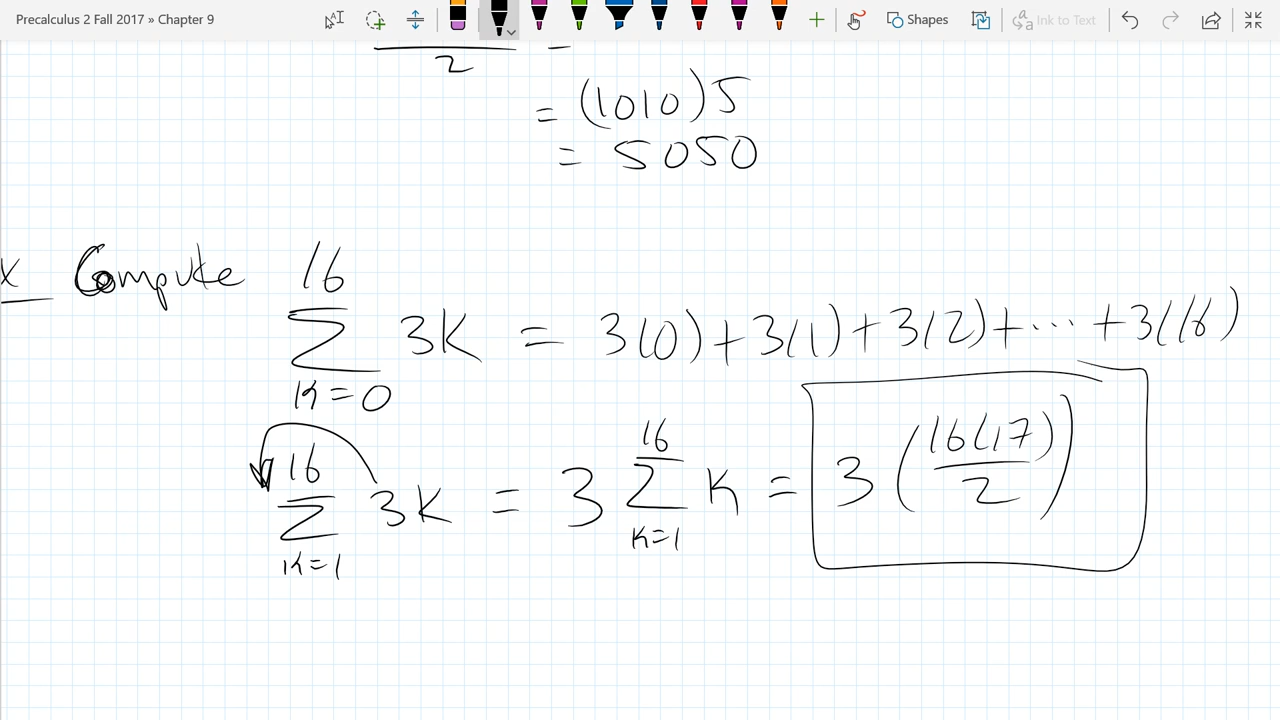 Precalculus 2 Fall 2017 » Chapter 9
Shapes
Ink to Text
2 =
= (1010)5
= 5050
x Compute 16 Σ K=0 3K = 3(0)+3(1)+3(2)+⋯+3(16)
16 Σ K=1 3K = 3 16 Σ K=1 K = 3(16(17)/2)